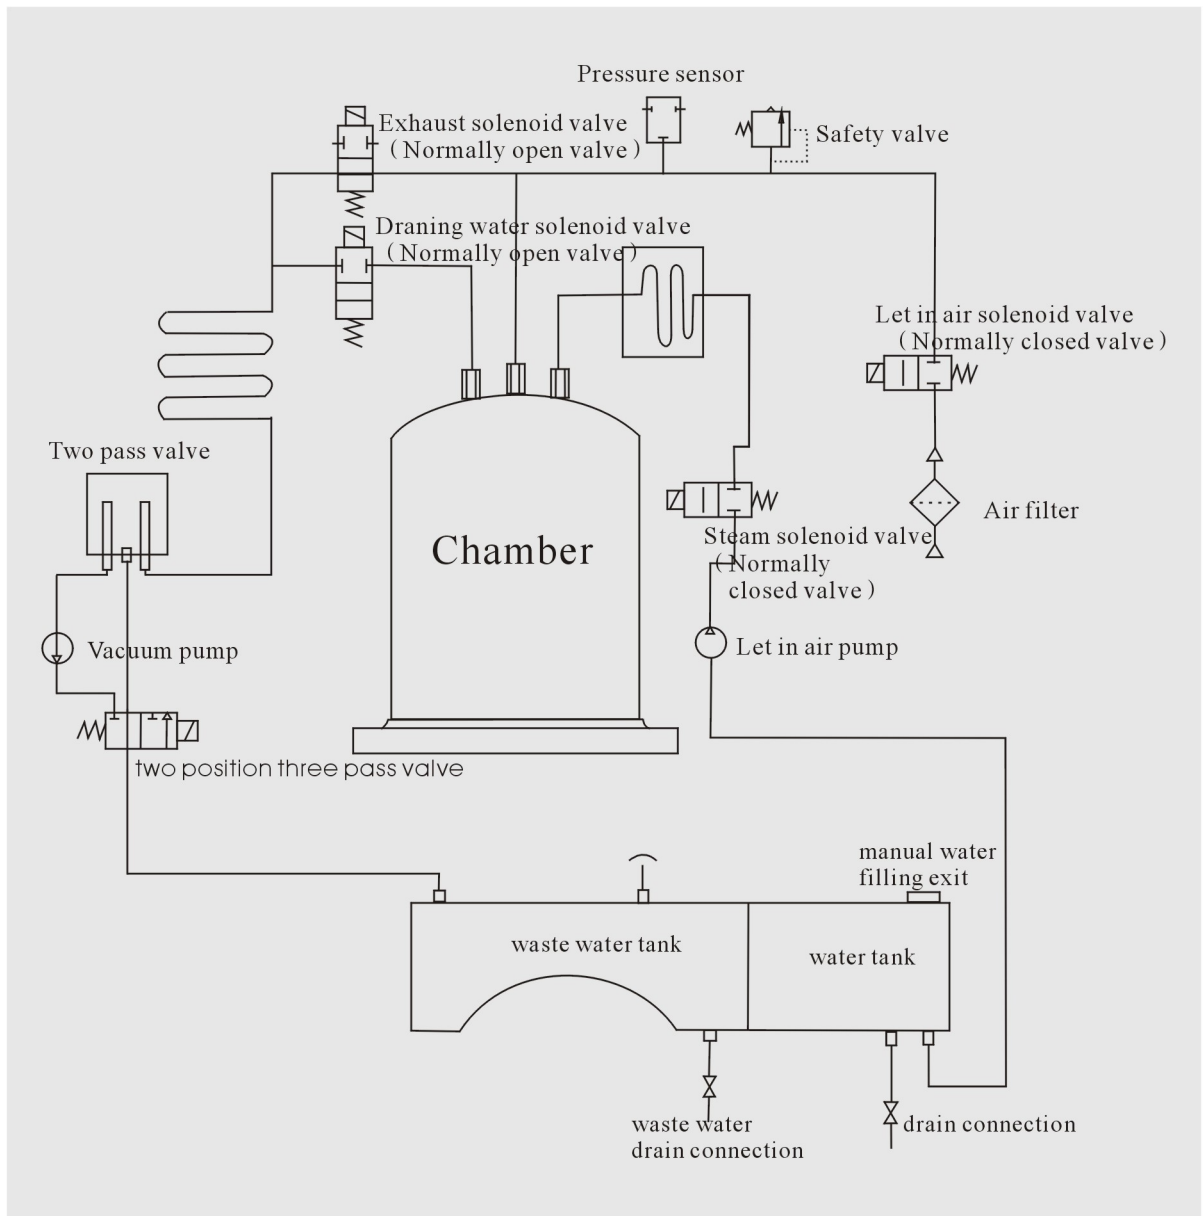 Pressure sensor
Exhaust solenoid valve
(Normally open valve)
Safety valve
Draning water solenoid valve
(Normally open valve)
Let in air solenoid valve
(Normally closed valve)
Two pass valve
Air filter
Steam solenoid valve
(Normally
closed valve)
Chamber
Vacuum pump
Let in air pump
two position three pass valve
manual water
filling exit
waste water tank
water tank
waste water
drain connection
drain connection